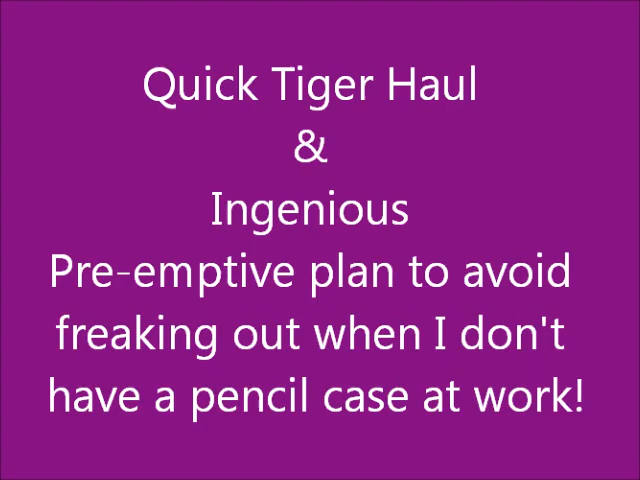 Quick Tiger Haul
&
Ingenious
Pre-emptive plan to avoid
freaking out when I don't
have a pencil case at work!